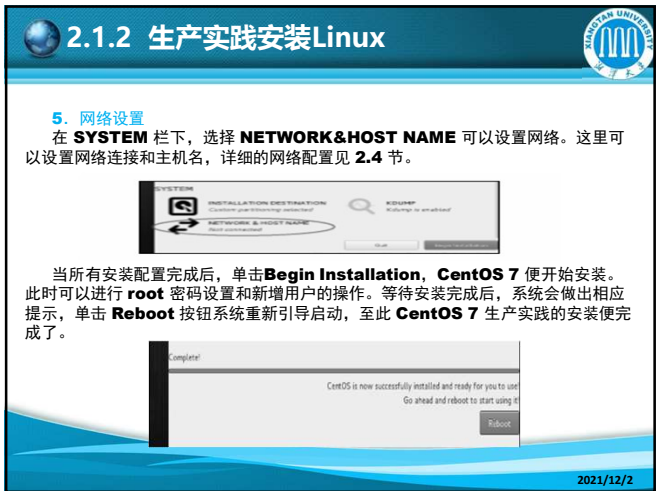 2.1.2 生产实践安装Linux
XIANGTAN UNIVERSITY
湘潭大学
5. 网络设置
在 SYSTEM 栏下，选择 NETWORK&HOST NAME 可以设置网络。这里可
以设置网络连接和主机名，详细的网络配置见 2.4 节。
SYSTEM
INSTALLATION DESTINATION
Custom partitioning selected
KDUMP
Kdump is enabled
NETWORK & HOST NAME
Not connected
Quit
Begin Installation
当所有安装配置完成后，单击Begin Installation，CentOS 7 便开始安装。
此时可以进行 root 密码设置和新增用户的操作。等待安装完成后，系统会做出相应
提示，单击 Reboot 按钮系统重新引导启动，至此 CentOS 7 生产实践的安装便完
成了。
Complete!
CentOS is now successfully installed and ready for you to use!
Go ahead and reboot to start using it!
Reboot
2021/12/2